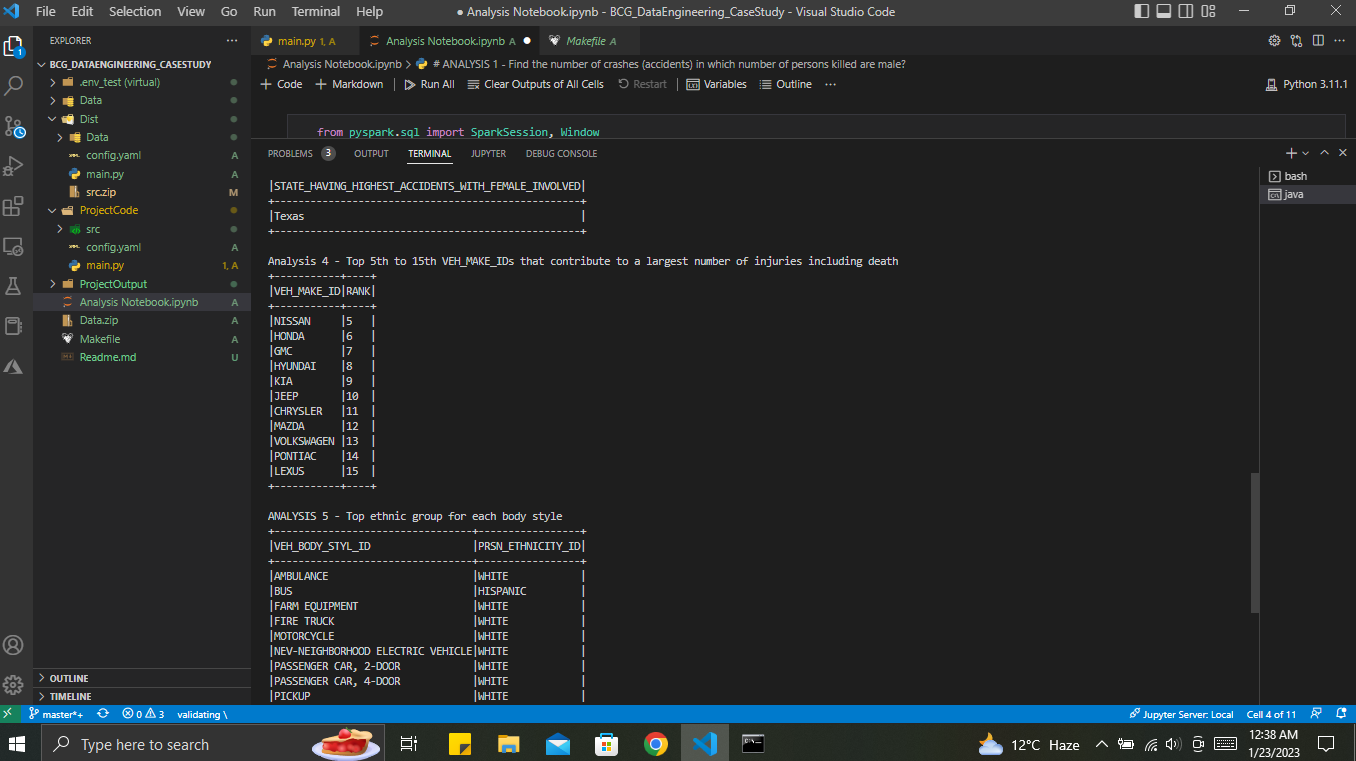 File Edit Selection View Go Run Terminal Help
● Analysis Notebook.ipynb - BCG_DataEngineering_CaseStudy - Visual Studio Code
EXPLORER ···
BCG_DATAENGINEERING_CASESTUDY
.env_test (virtual)
Data
Dist
Data
config.yaml A
main.py A
src.zip M
ProjectCode
src
config.yaml A
main.py 1, A
ProjectOutput
Analysis Notebook.ipynb A
Data.zip A
Makefile A
Readme.md U
OUTLINE
TIMELINE
1
main.py 1, A
Analysis Notebook.ipynb A ●
Makefile A
Analysis Notebook.ipynb > # ANALYSIS 1 - Find the number of crashes (accidents) in which number of persons killed are male?
+ Code + Markdown Run All Clear Outputs of All Cells Restart Variables Outline ···
Python 3.11.1
from pyspark.sql import SparkSession, Window
PROBLEMS 3 OUTPUT TERMINAL JUPYTER DEBUG CONSOLE
bash
java
|STATE_HAVING_HIGHEST_ACCIDENTS_WITH_FEMALE_INVOLVED|
+---------------------------------------------------+
|Texas                                              |
+---------------------------------------------------+
Analysis 4 - Top 5th to 15th VEH_MAKE_IDs that contribute to a largest number of injuries including death
+-----------+----+
|VEH_MAKE_ID|RANK|
+-----------+----+
|NISSAN     |5   |
|HONDA      |6   |
|GMC        |7   |
|HYUNDAI    |8   |
|KIA        |9   |
|JEEP       |10  |
|CHRYSLER   |11  |
|MAZDA      |12  |
|VOLKSWAGEN |13  |
|PONTIAC    |14  |
|LEXUS      |15  |
+-----------+----+
ANALYSIS 5 - Top ethnic group for each body style
+---------------------------------+-----------------+
|VEH_BODY_STYL_ID                 |PRSN_ETHNICITY_ID|
+---------------------------------+-----------------+
|AMBULANCE                        |WHITE            |
|BUS                              |HISPANIC         |
|FARM EQUIPMENT                   |WHITE            |
|FIRE TRUCK                       |WHITE            |
|MOTORCYCLE                       |WHITE            |
|NEV-NEIGHBORHOOD ELECTRIC VEHICLE|WHITE            |
|PASSENGER CAR, 2-DOOR            |WHITE            |
|PASSENGER CAR, 4-DOOR            |WHITE            |
|PICKUP                           |WHITE            |
master*+ 0 3 validating \
Jupyter Server: Local Cell 4 of 11
Type here to search
12°C Haze
12:38 AM
1/23/2023